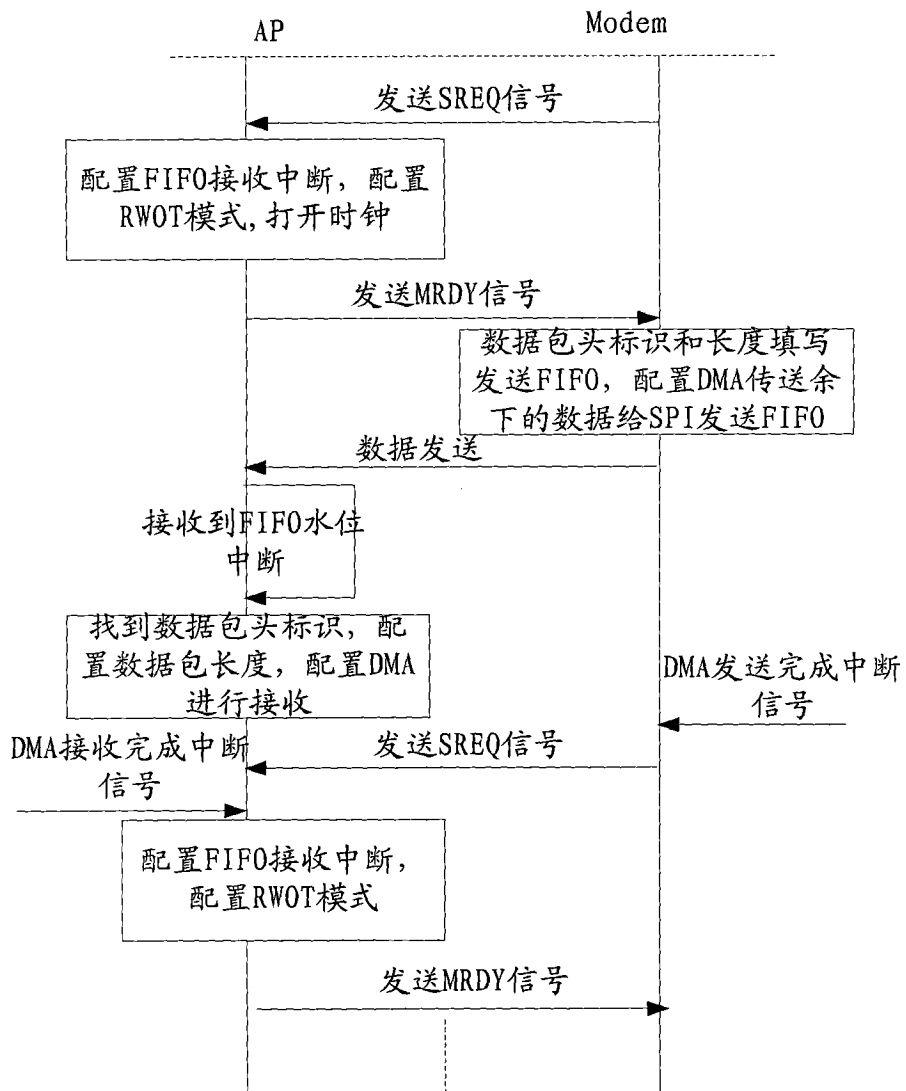 AP
Modem
发送SREQ信号
配置FIFO接收中断，配置
RWOT模式,打开时钟
发送MRDY信号
数据包头标识和长度填写
发送FIFO，配置DMA传送余
下的数据给SPI发送FIFO
数据发送
接收到FIFO水位
中断
找到数据包头标识，配
置数据包长度，配置DMA
进行接收
DMA发送完成中断
信号
发送SREQ信号
DMA接收完成中断
信号
配置FIFO接收中断，
配置RWOT模式
发送MRDY信号